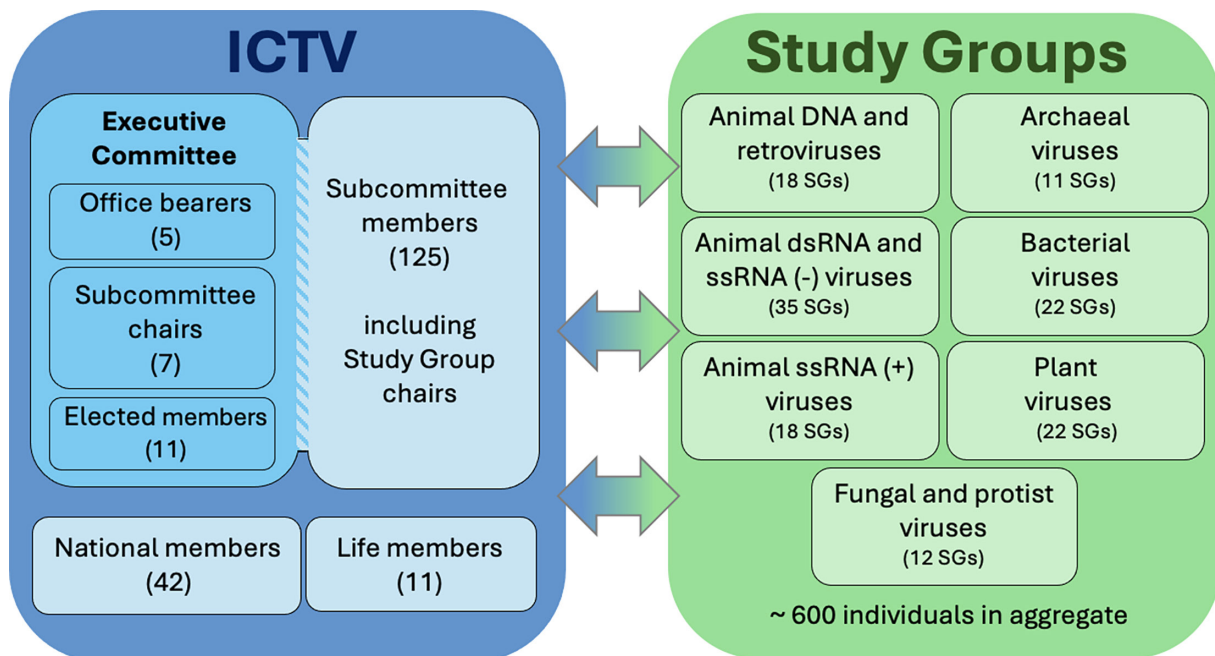 ICTV
Executive
Committee
Office bearers
(5)
Subcommittee
chairs
(7)
Elected members
(11)
Subcommittee
members
(125)
including
Study Group
chairs
National members
(42)
Life members
(11)
Study Groups
Animal DNA and
retroviruses
(18 SGs)
Archaeal
viruses
(11 SGs)
Animal dsRNA and
ssRNA (-) viruses
(35 SGs)
Bacterial
viruses
(22 SGs)
Animal ssRNA (+)
viruses
(18 SGs)
Plant
viruses
(22 SGs)
Fungal and protist
viruses
(12 SGs)
~ 600 individuals in aggregate